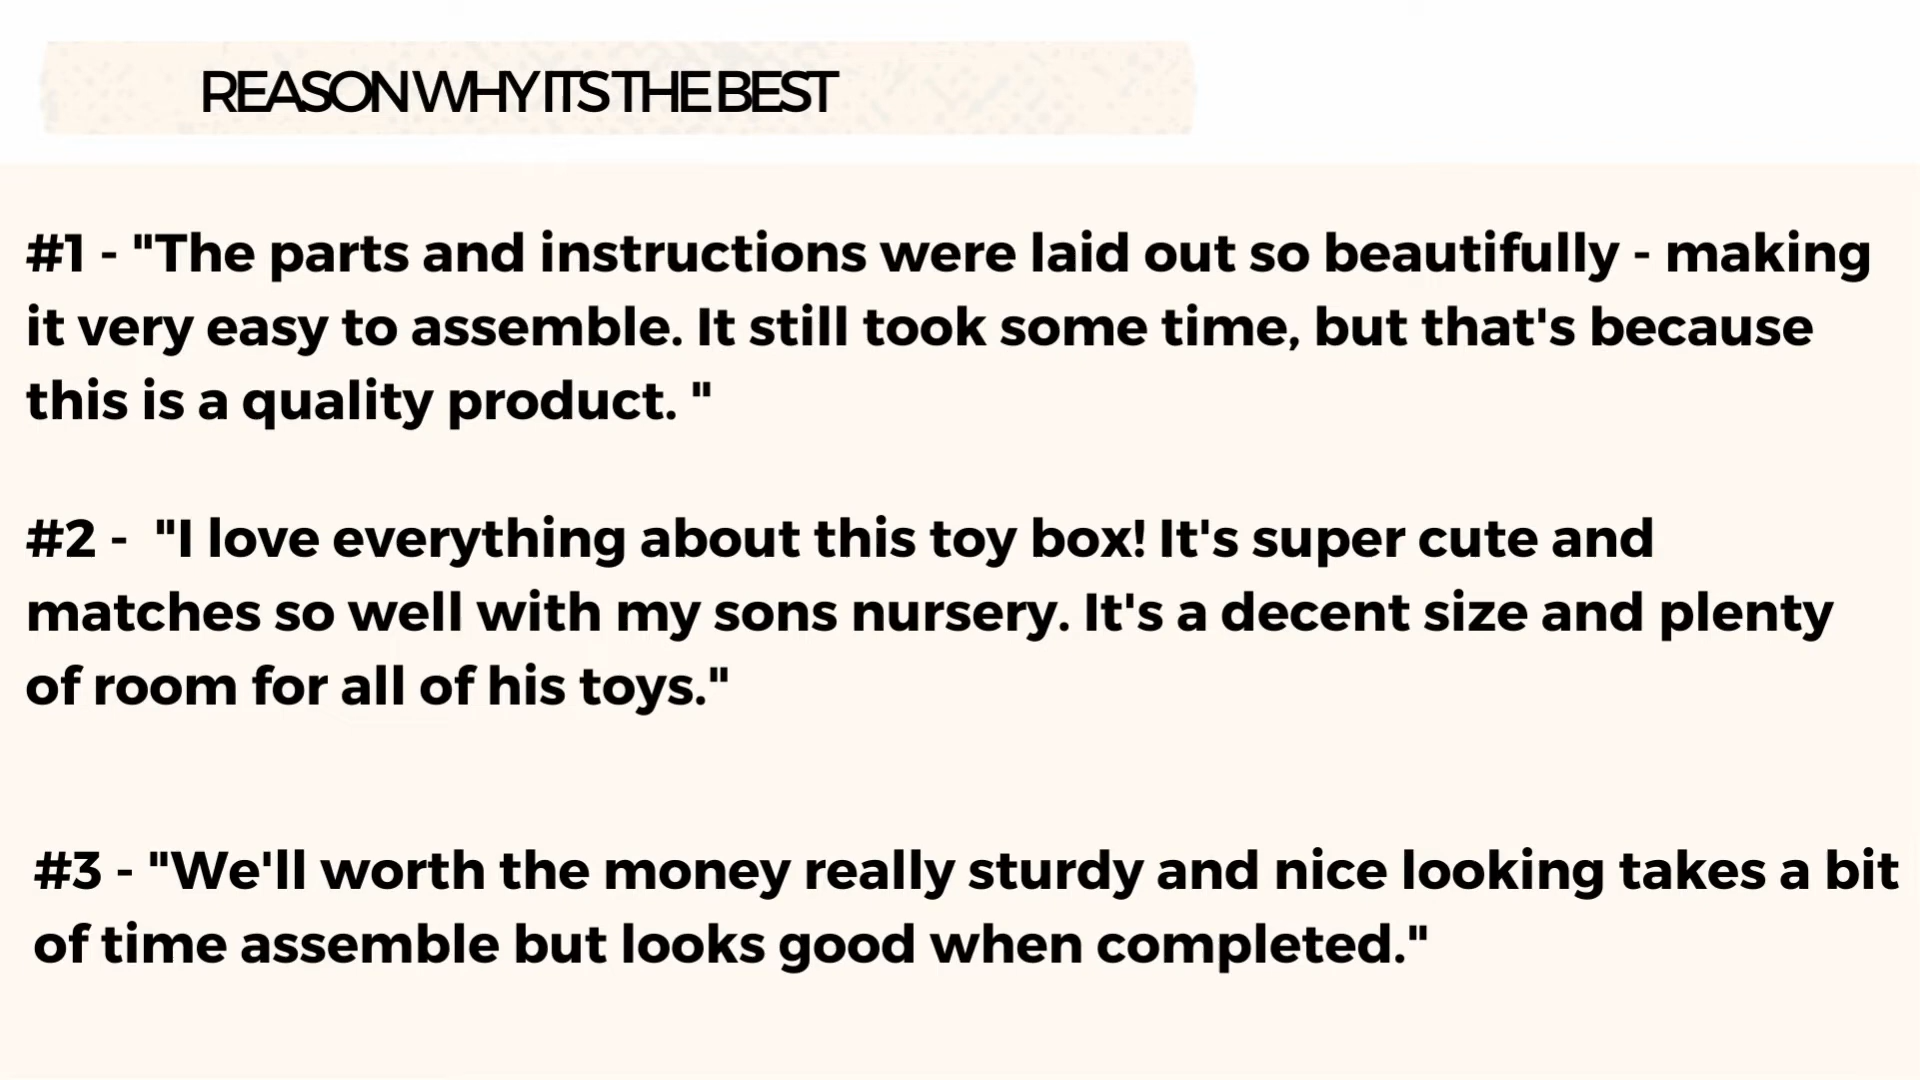 REASON WHY ITS THE BEST
#1 - "The parts and instructions were laid out so beautifully - making
it very easy to assemble. It still took some time, but that's because
this is a quality product. "
#2 -  "I love everything about this toy box! It's super cute and
matches so well with my sons nursery. It's a decent size and plenty
of room for all of his toys."
#3 - "We'll worth the money really sturdy and nice looking takes a bit
of time assemble but looks good when completed."